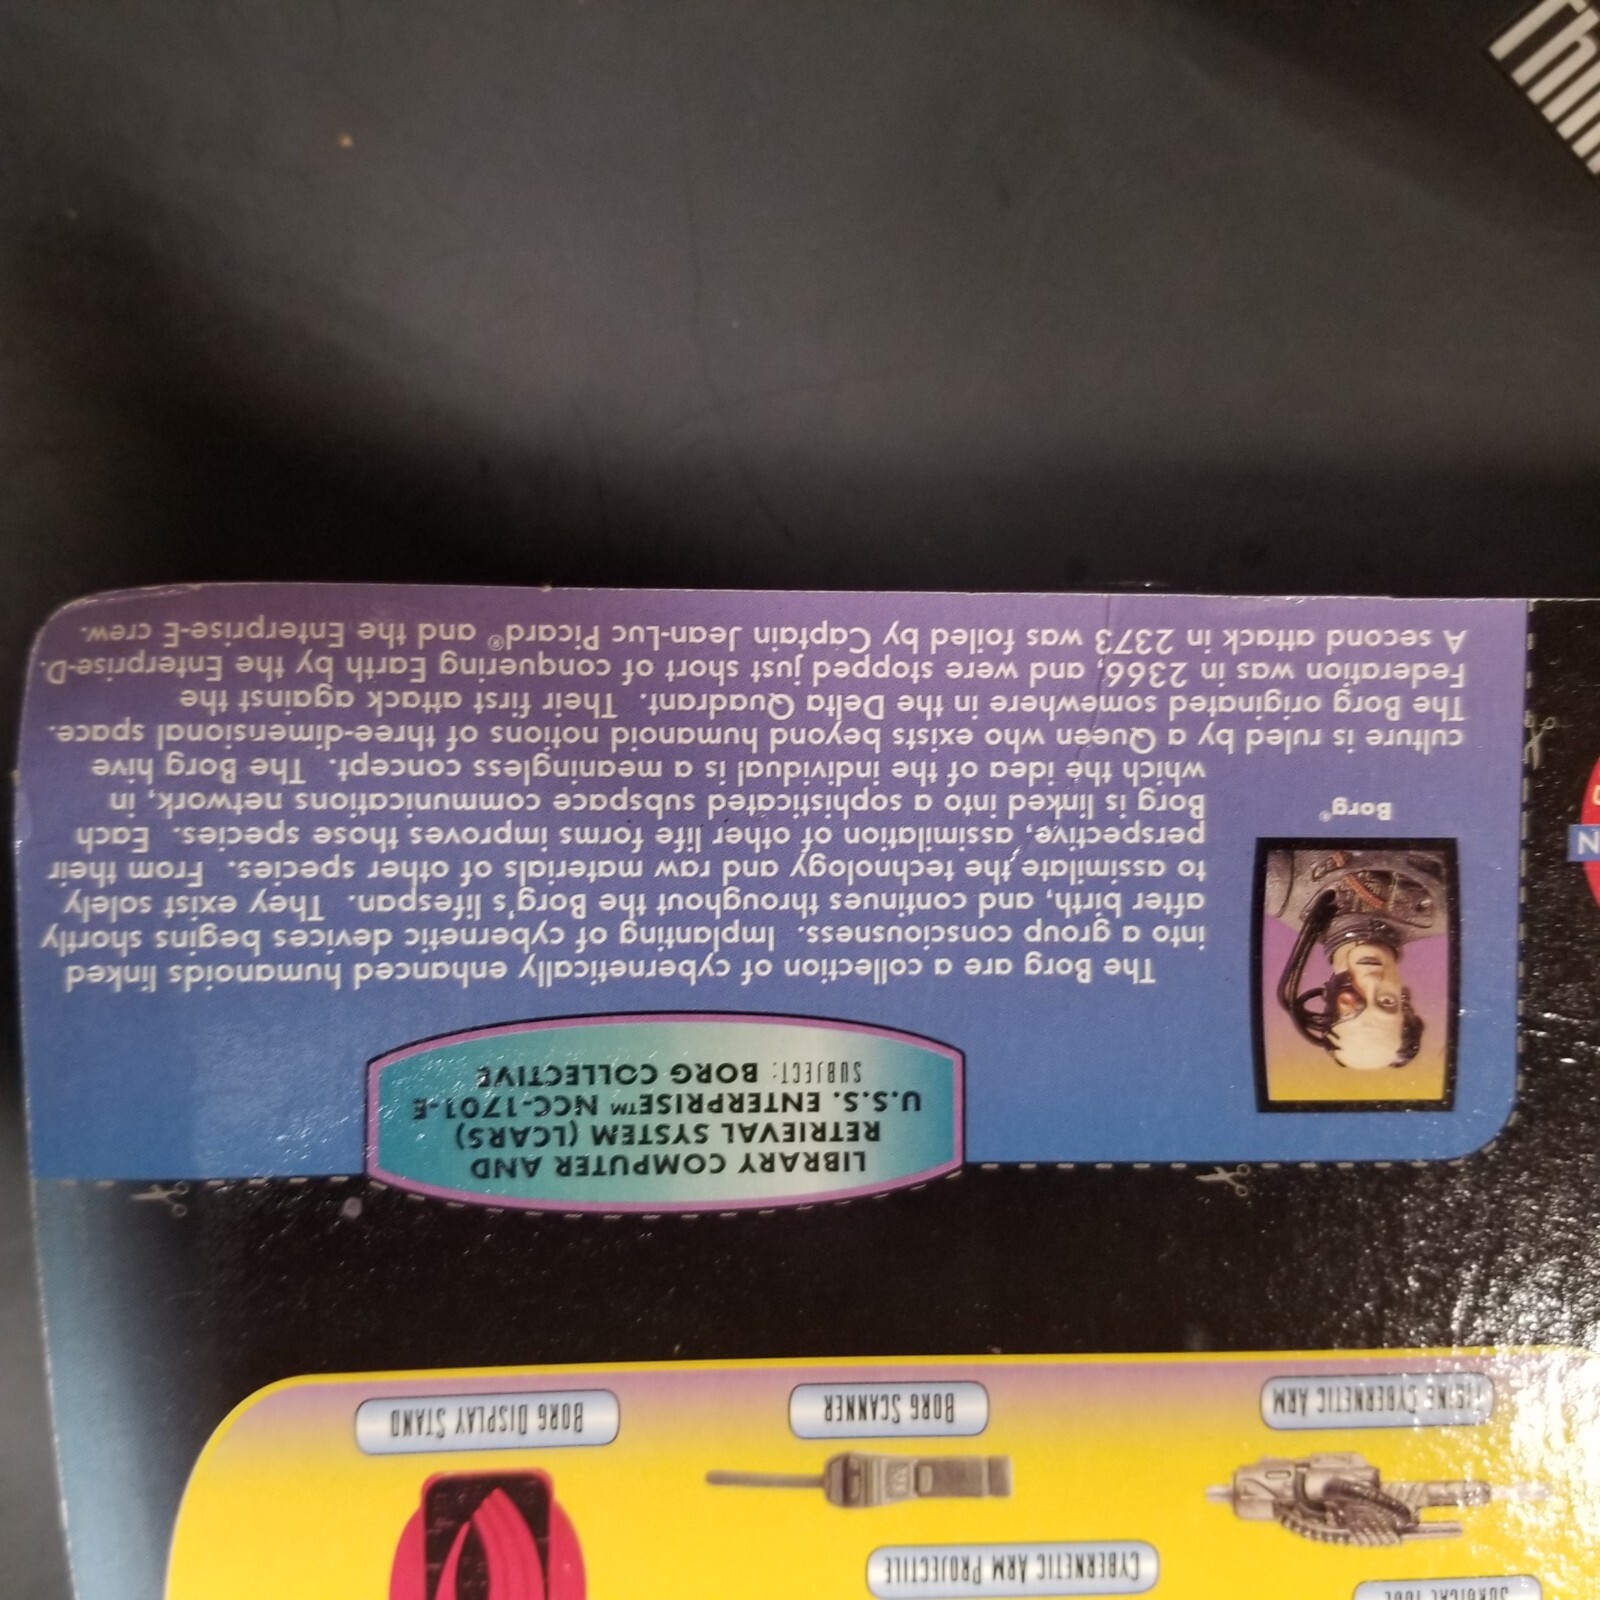 CYBERNETIC ARM PROJECTILE
CYBERNETIC ARM
BORG SCANNER
BORG DISPLAY STAND
LIBRARY COMPUTER AND
RETRIEVAL SYSTEM (LCARS)
U.S.S. ENTERPRISE™ NCC-1701-E
SUBJECT: BORG COLLECTIVE
The Borg are a collection of cybernetically enhanced humanoids linked
into a group consciousness. Implanting of cybernetic devices begins shortly
after birth, and continues throughout the Borg's lifespan. They exist solely
to assimilate the technology and raw materials of other species. From their
perspective, assimilation of other life forms improves those species. Each
Borg is linked into a sophisticated subspace communications network, in
which the idea of the individual is a meaningless concept. The Borg hive
culture is ruled by a Queen who exists beyond humanoid notions of three-dimensional space.
The Borg originated somewhere in the Delta Quadrant. Their first attack against the
Federation was in 2366, and were stopped just short of conquering Earth by the Enterprise-D.
A second attack in 2373 was foiled by Captain Jean-Luc Picard® and the Enterprise-E crew.
Borg®